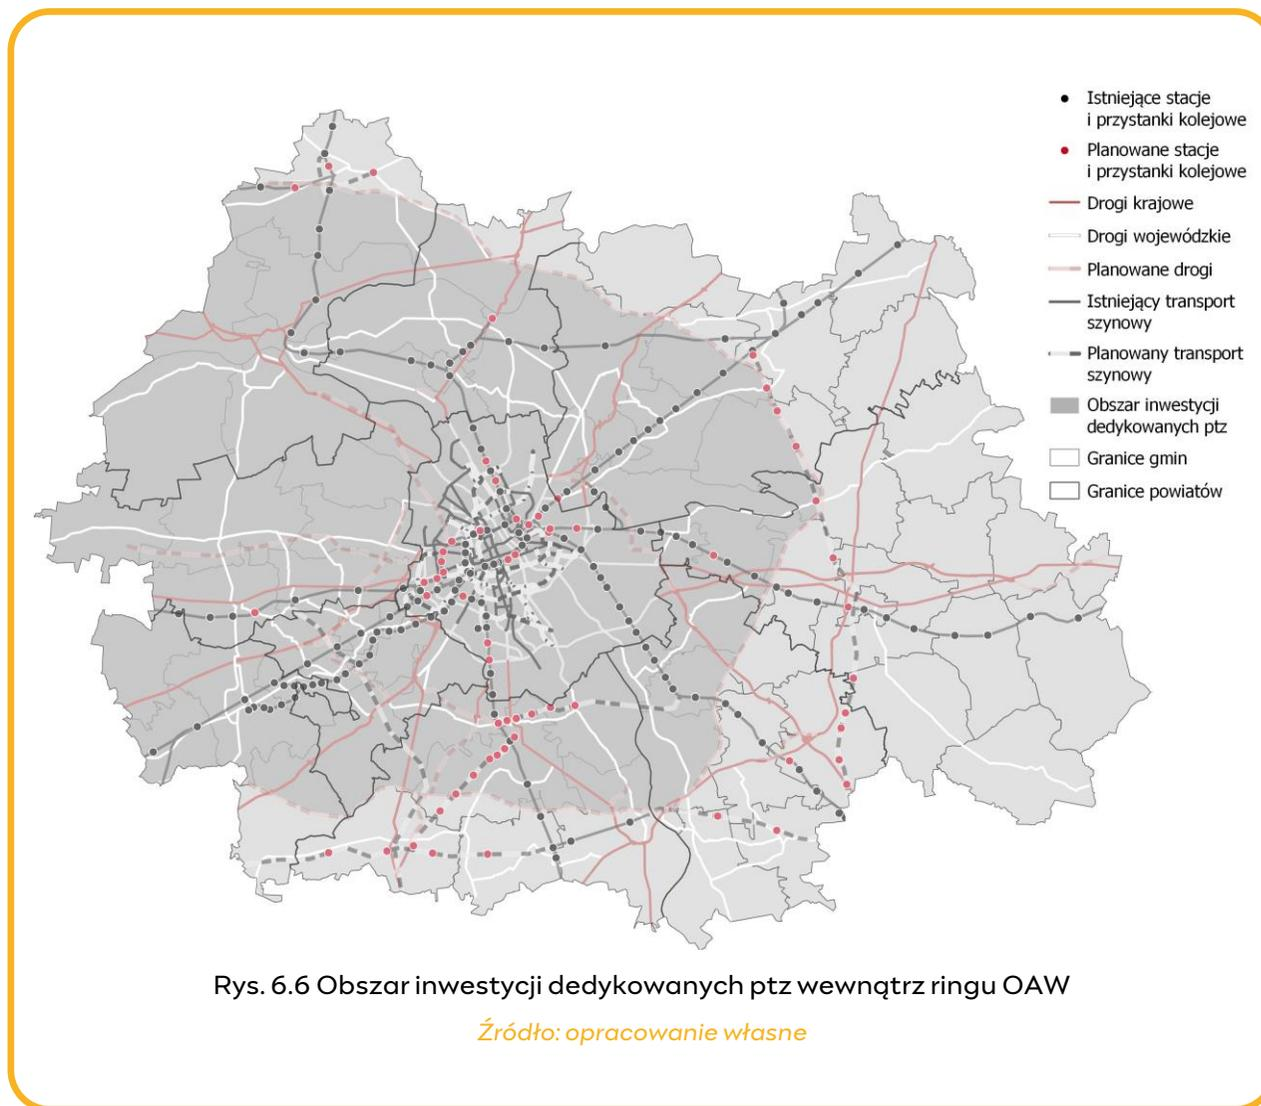 Istniejące stacje
i przystanki kolejowe
Planowane stacje
i przystanki kolejowe
Drogi krajowe
Drogi wojewódzkie
Planowane drogi
Istniejący transport
szynowy
Planowany transport
szynowy
Obszar inwestycji
dedykowanych ptz
Granice gmin
Granice powiatów
Rys. 6.6 Obszar inwestycji dedykowanych ptz wewnątrz ringu OAW
Źródło: opracowanie własne